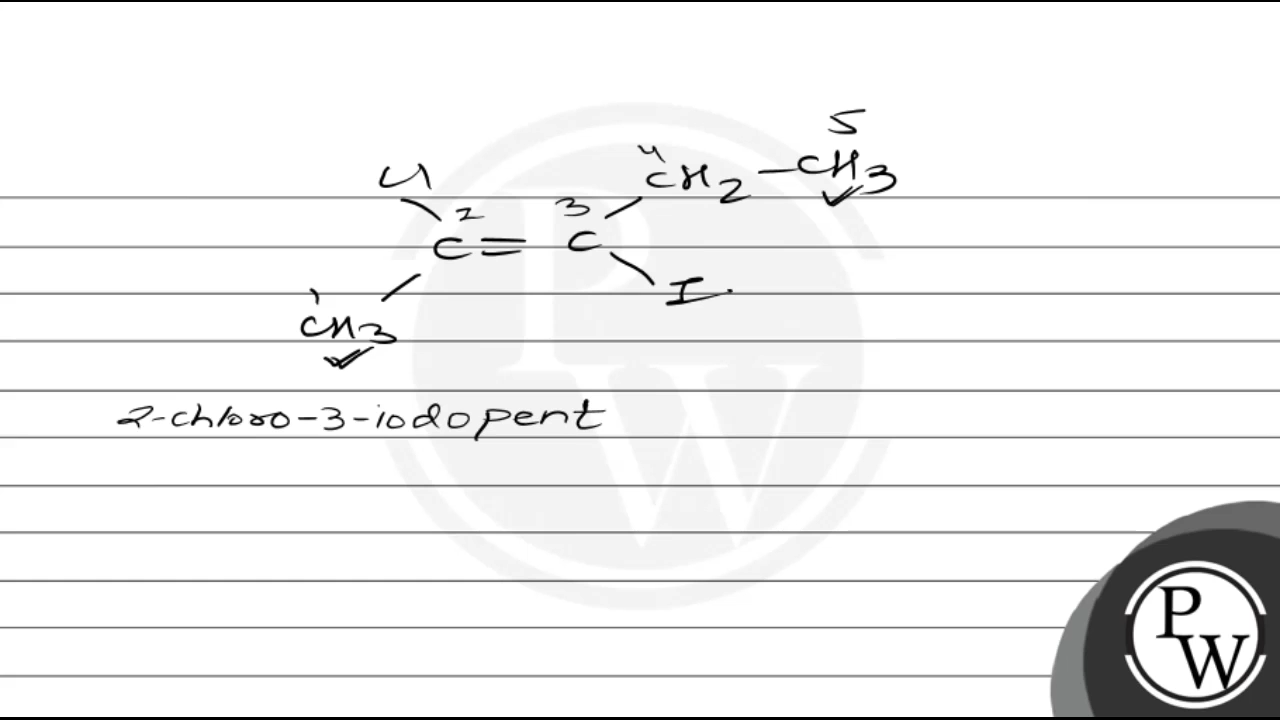 5
4
CH2-CH3
Cl
2
3
C=C
I
1
CH3
2-chloro-3-iodopent
P
W
P
W